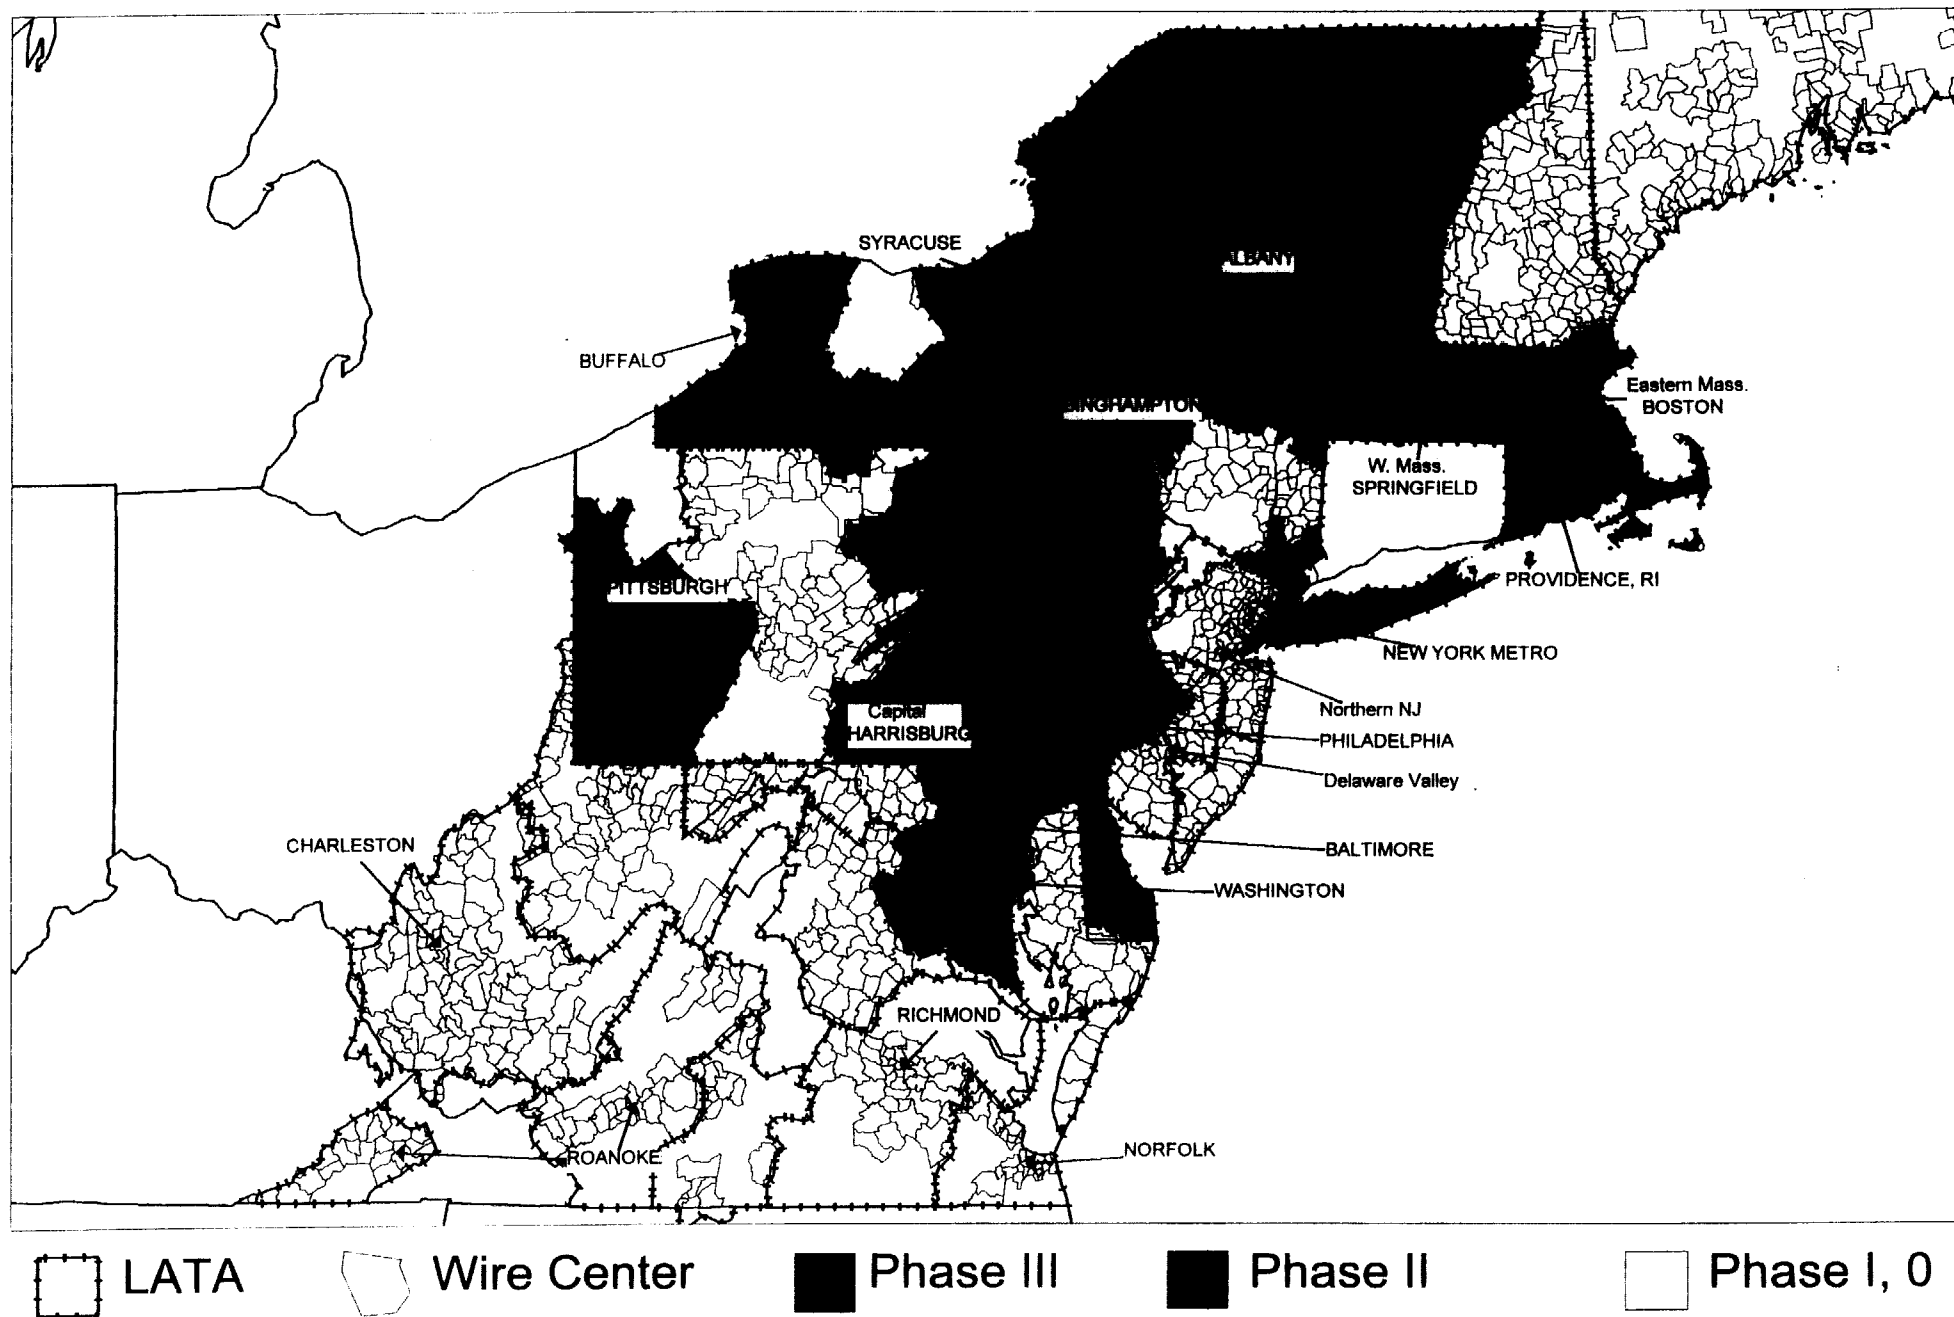 SYRACUSE
ALBANY
BUFFALO
BINGHAMPTON
Eastern Mass.
BOSTON
W. Mass.
SPRINGFIELD
PITTSBURGH
PROVIDENCE, RI
NEW YORK METRO
Capital
HARRISBURG
Northern NJ
PHILADELPHIA
Delaware Valley
CHARLESTON
BALTIMORE
WASHINGTON
RICHMOND
ROANOKE
NORFOLK
LATA
Wire Center
Phase III
Phase II
Phase I, 0